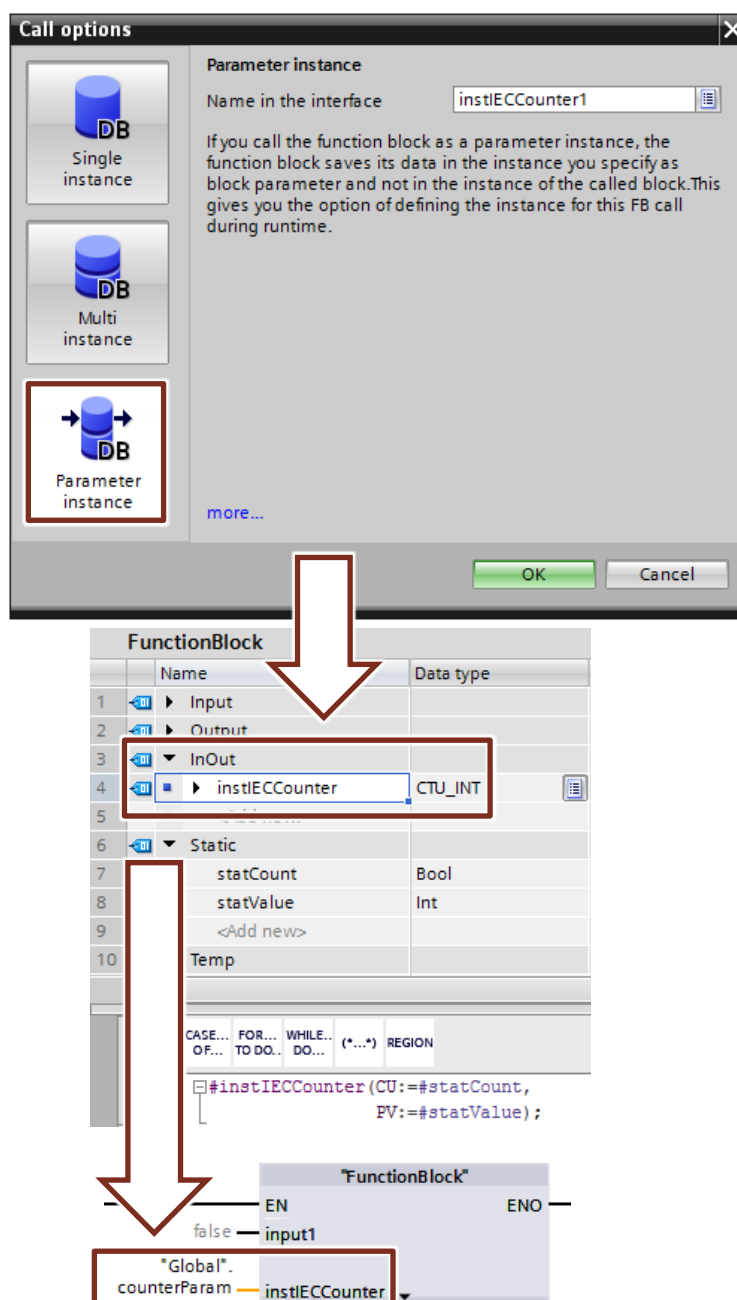 Call options
DB
Single
instance
DB
Multi
instance
DB
Parameter
instance
Parameter instance
Name in the interface
instIECCounter1
If you call the function block as a parameter instance, the
function block saves its data in the instance you specify as
block parameter and not in the instance of the called block.This
gives you the option of defining the instance for this FB call
during runtime.
more...
OK
Cancel
FunctionBlock
Name Data type
1 Input
2 Output
3 InOut
4 instIECCounter CTU_INT
5 <Add new>
6 Static
7 statCount Bool
8 statValue Int
9 <Add new>
10 Temp
CASE... FOR... WHILE.. (*...*) REGION
OF... TO DO.. DO...
#instIECCounter(CU:=#statCount,
PV:=#statValue);
"FunctionBlock"
EN ENO
false input1
"Global".
counterParam instIECCounter